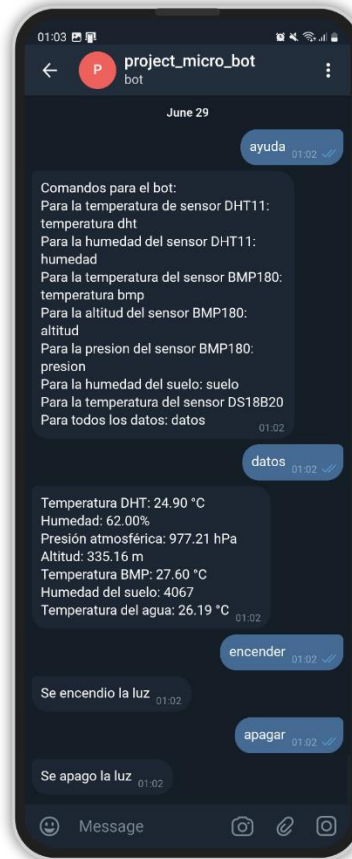 01:03
project_micro_bot
P
bot
June 29
ayuda 01:02
Comandos para el bot:
Para la temperatura de sensor DHT11:
temperatura dht
Para la humedad del sensor DHT11:
humedad
Para la temperatura del sensor BMP180:
temperatura bmp
Para la altitud del sensor BMP180:
altitud
Para la presion del sensor BMP180:
presion
Para la humedad del suelo: suelo
Para la temperatura del sensor DS18B20
Para todos los datos: datos
01:02
datos 01:02
Temperatura DHT: 24.90 °C
Humedad: 62.00%
Presión atmosférica: 977.21 hPa
Altitud: 335.16 m
Temperatura BMP: 27.60 °C
Humedad del suelo: 4067
Temperatura del agua: 26.19 °C 01:02
encender 01:02
Se encendio la luz 01:02
apagar 01:02
Se apago la luz 01:02
Message